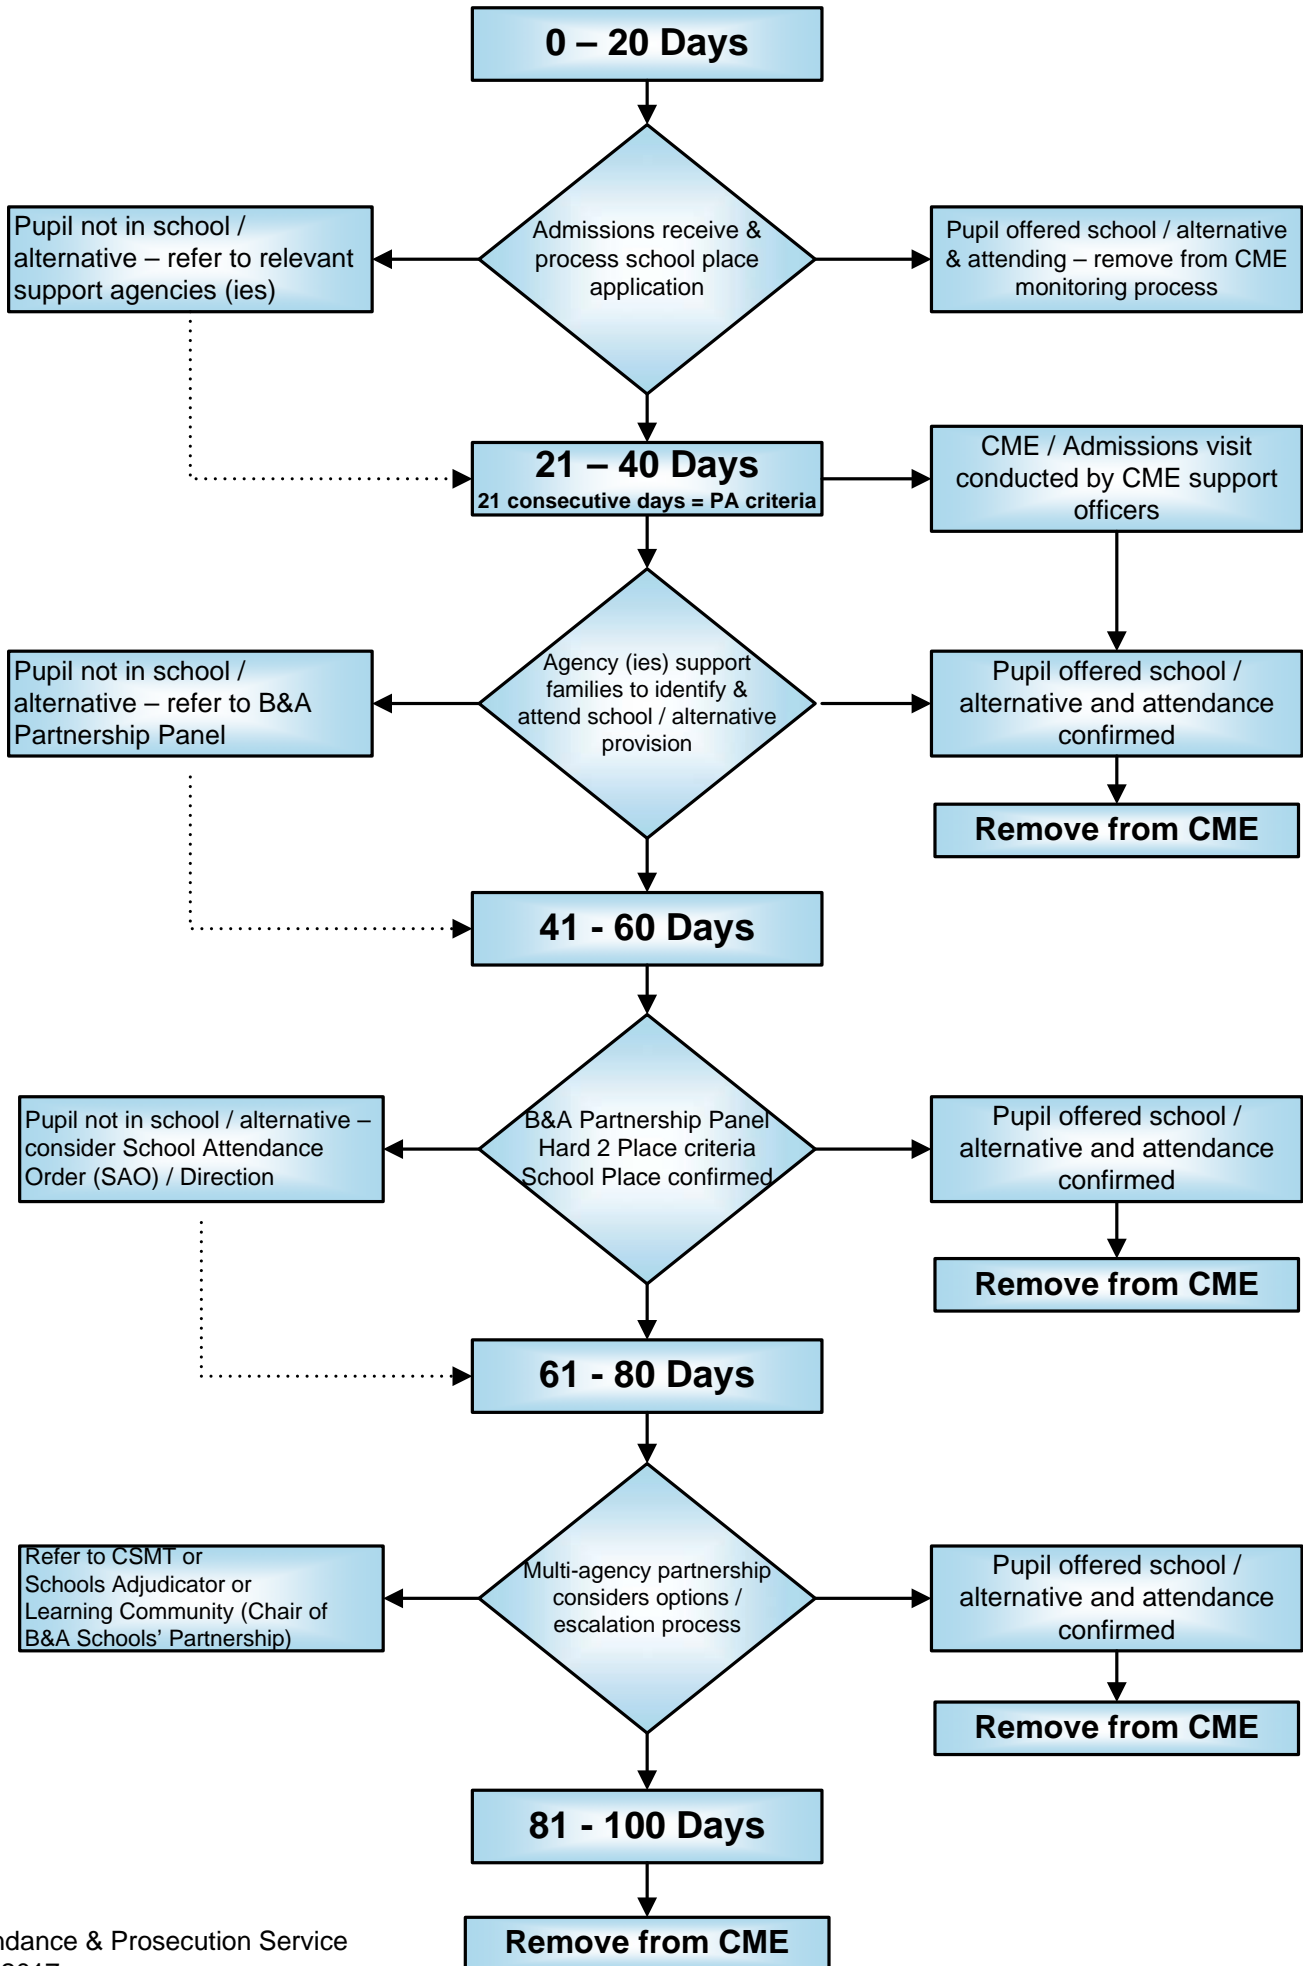 0 – 20 Days
Admissions receive &
process school place
application
Pupil not in school /
alternative – refer to relevant
support agencies (ies)
Pupil offered school / alternative
& attending – remove from CME
monitoring process
21 – 40 Days
21 consecutive days = PA criteria
CME / Admissions visit
conducted by CME support
officers
Agency (ies) support
families to identify &
attend school / alternative
provision
Pupil not in school /
alternative – refer to B&A
Partnership Panel
Pupil offered school /
alternative and attendance
confirmed
Remove from CME
41 - 60 Days
B&A Partnership Panel
Hard 2 Place criteria
School Place confirmed
Pupil not in school / alternative –
consider School Attendance
Order (SAO) / Direction
Pupil offered school /
alternative and attendance
confirmed
Remove from CME
61 - 80 Days
Multi-agency partnership
considers options /
escalation process
Refer to CSMT or
Schools Adjudicator or
Learning Community (Chair of
B&A Schools’ Partnership)
Pupil offered school /
alternative and attendance
confirmed
Remove from CME
81 - 100 Days
Remove from CME
ndance & Prosecution Service